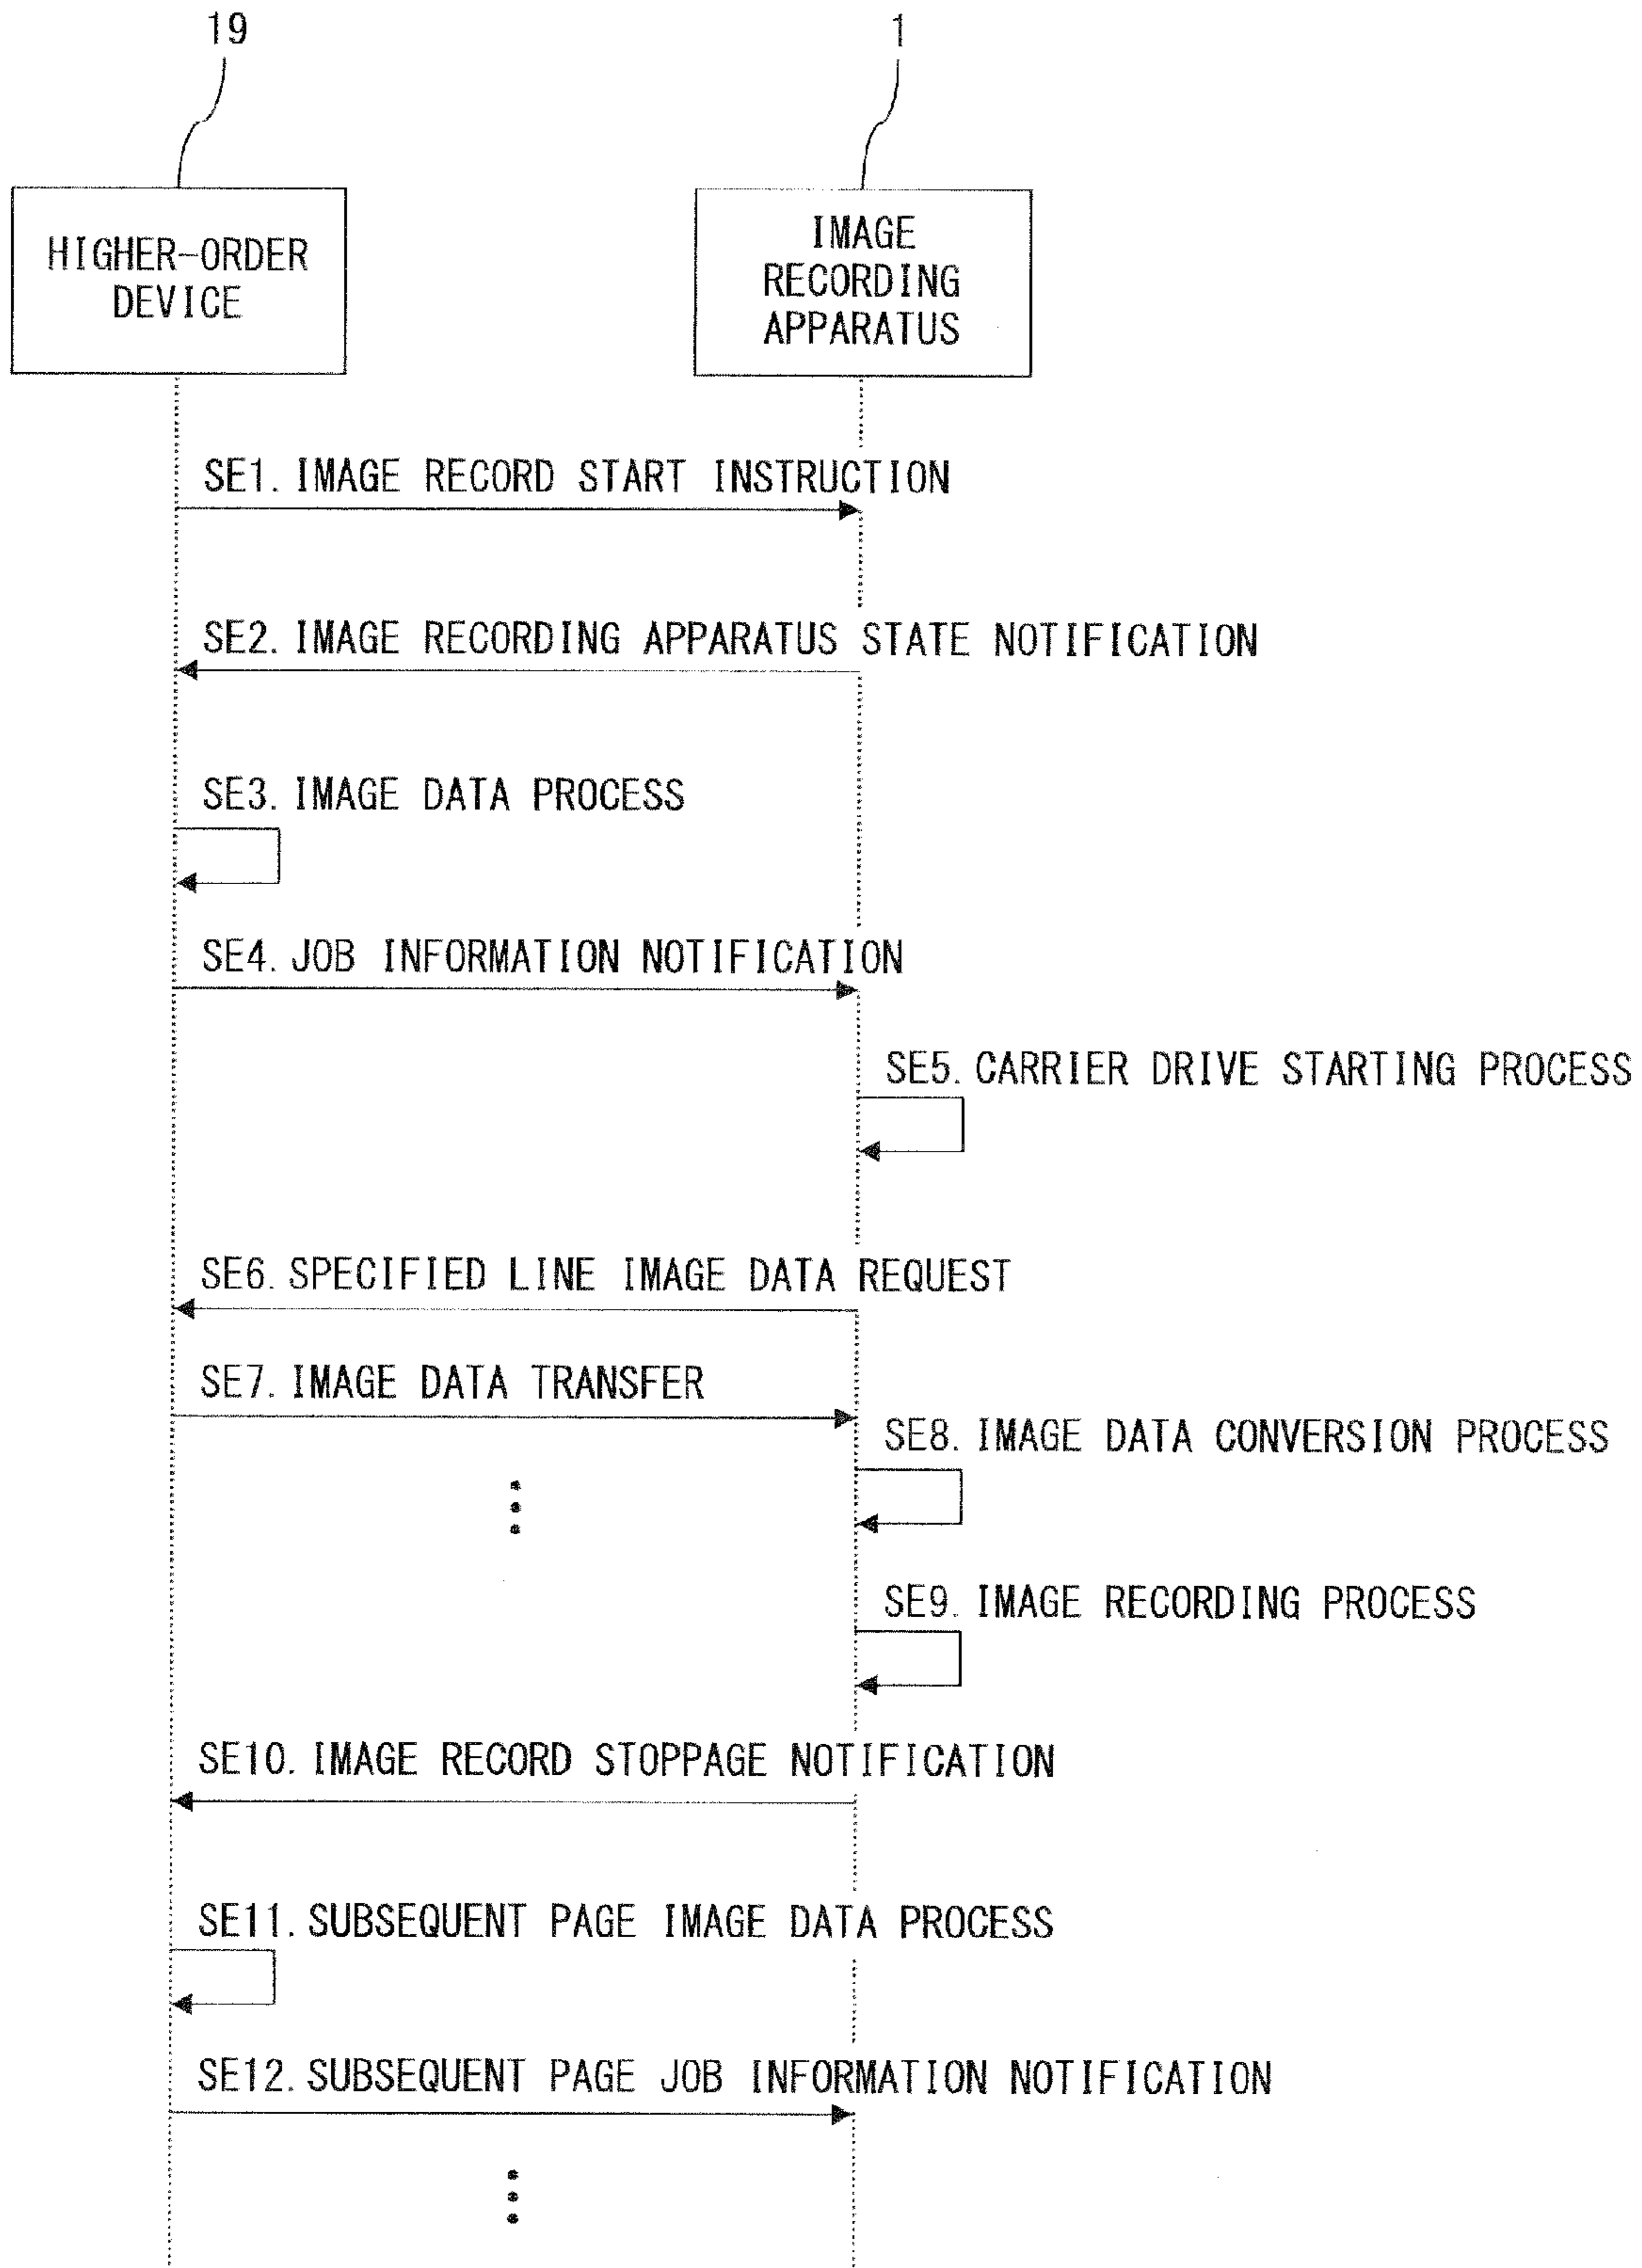 19
1
HIGHER-ORDER
DEVICE
IMAGE
RECORDING
APPARATUS
SE1. IMAGE RECORD START INSTRUCTION
SE2. IMAGE RECORDING APPARATUS STATE NOTIFICATION
SE3. IMAGE DATA PROCESS
SE4. JOB INFORMATION NOTIFICATION
SE5. CARRIER DRIVE STARTING PROCESS
SE6. SPECIFIED LINE IMAGE DATA REQUEST
SE7. IMAGE DATA TRANSFER
SE8. IMAGE DATA CONVERSION PROCESS
SE9. IMAGE RECORDING PROCESS
SE10. IMAGE RECORD STOPPAGE NOTIFICATION
SE11. SUBSEQUENT PAGE IMAGE DATA PROCESS
SE12. SUBSEQUENT PAGE JOB INFORMATION NOTIFICATION